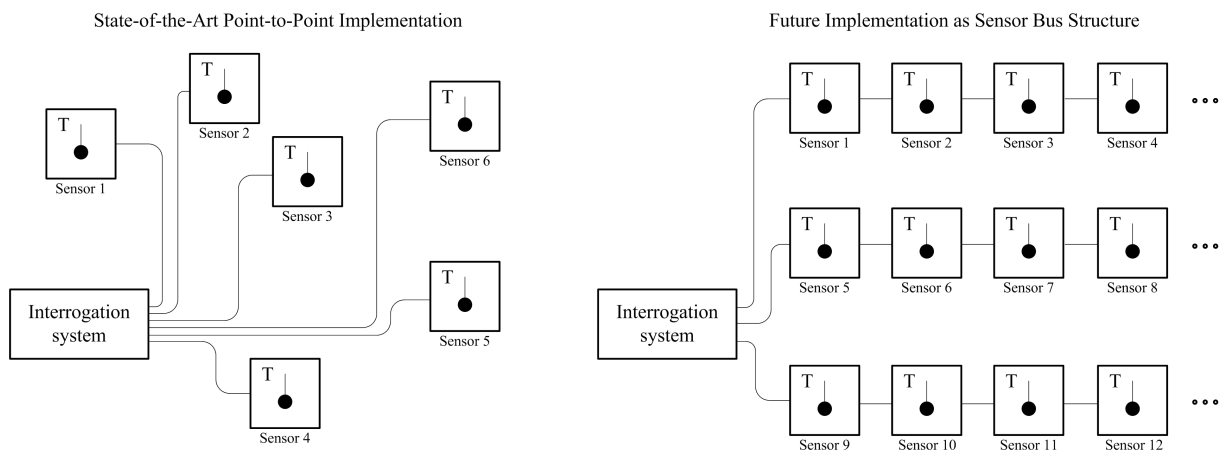 State-of-the-Art Point-to-Point Implementation
T
Sensor 1
T
Sensor 2
T
Sensor 3
T
Sensor 6
T
Sensor 5
T
Sensor 4
Interrogation
system
Future Implementation as Sensor Bus Structure
T T T T
Sensor 1 Sensor 2 Sensor 3 Sensor 4
T T T T
Sensor 5 Sensor 6 Sensor 7 Sensor 8
Interrogation
system
T T T T
Sensor 9 Sensor 10 Sensor 11 Sensor 12